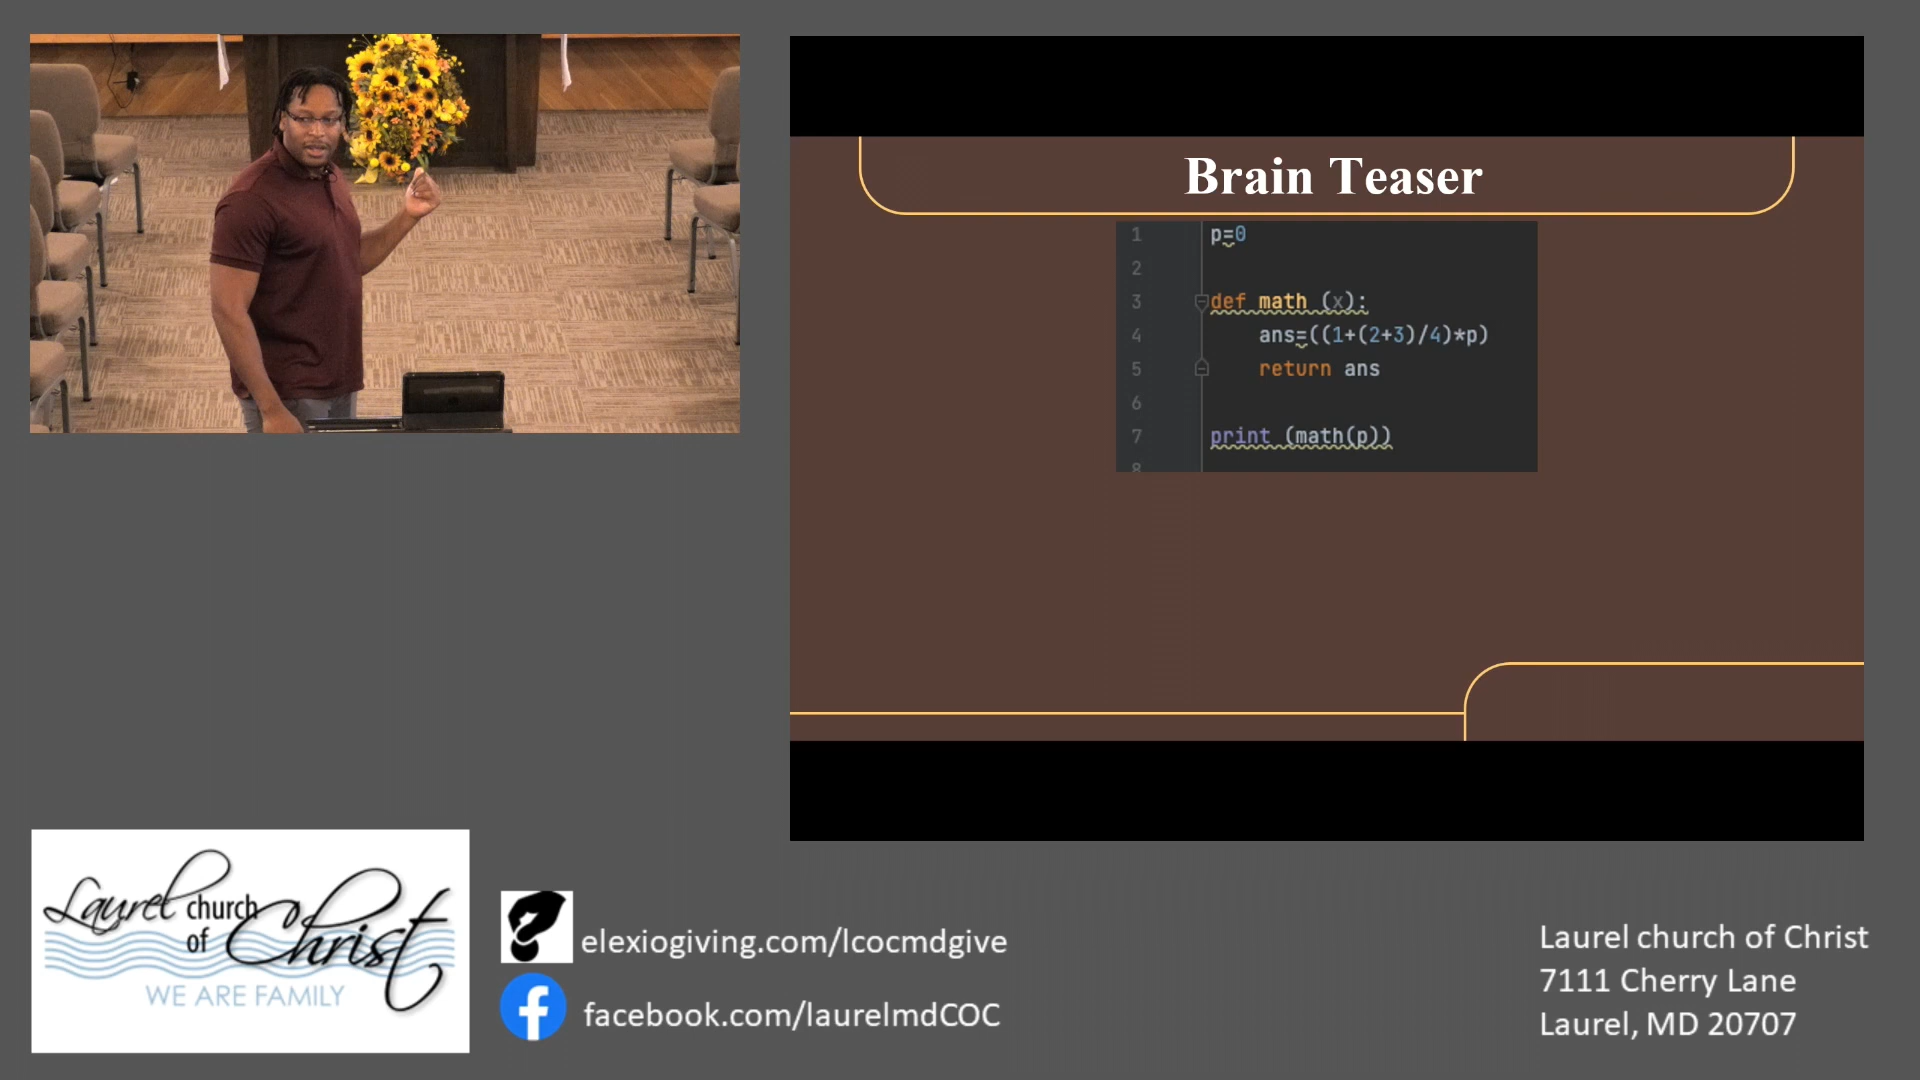 Brain Teaser
1 p=0
2
3 def math (x):
4 ans=((1+(2+3)/4)*p)
5 return ans
6
7 print (math(p))
8
Laurel church
of Christ
WE ARE FAMILY
elexiogiving.com/lcocmdgive
facebook.com/laurelmdCOC
Laurel church of Christ
7111 Cherry Lane
Laurel, MD 20707